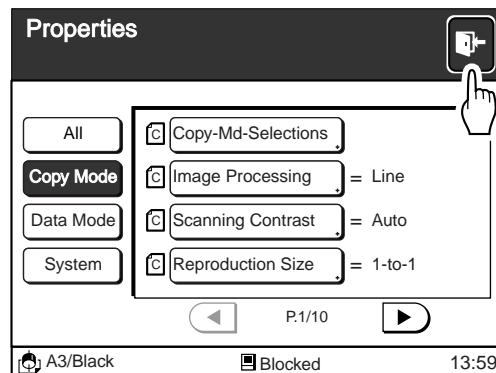 Properties
All
Copy Mode
Data Mode
System
C Copy-Md-Selections
C Image Processing = Line
C Scanning Contrast = Auto
C Reproduction Size = 1-to-1
P.1/10
A3/Black
Blocked
13:59